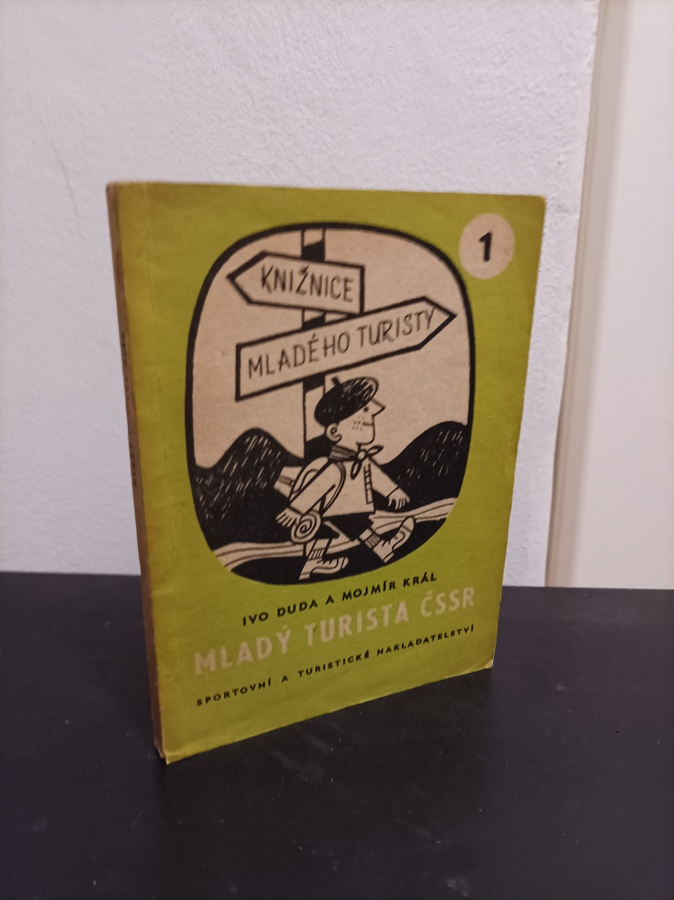 1
KNIŽNICE
MLADÉHO TURISTY
IVO DUDA A MOJMÍR KRÁL
MLADÝ TURISTA ČSSR
SPORTOVNÍ A TURISTICKÉ NAKLADATELSTVÍ